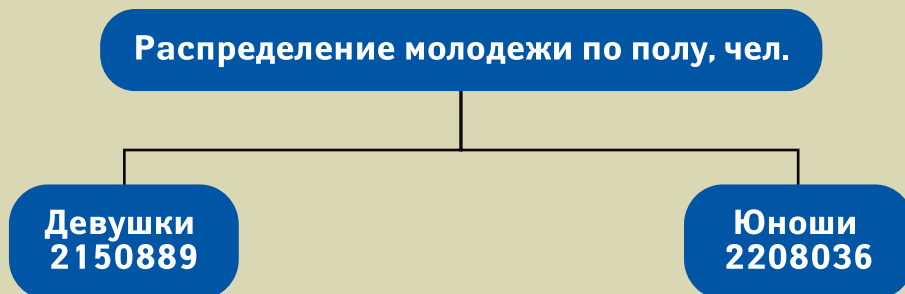 Распределение молодежи по полу, чел.
Девушки
2150889
Юноши
2208036